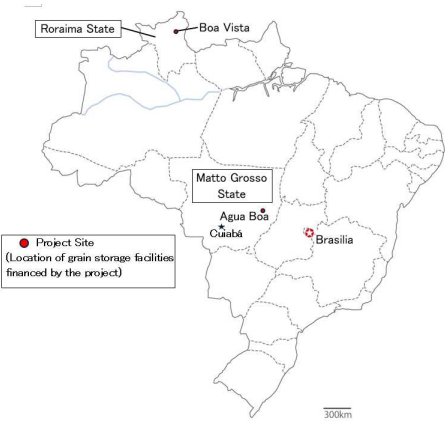 Roraima State
Boa Vista
Matto Grosso
State
Agua Boa
Cuiabá
Brasilia
Project Site
(Location of grain storage facilities
financed by the project)
300km